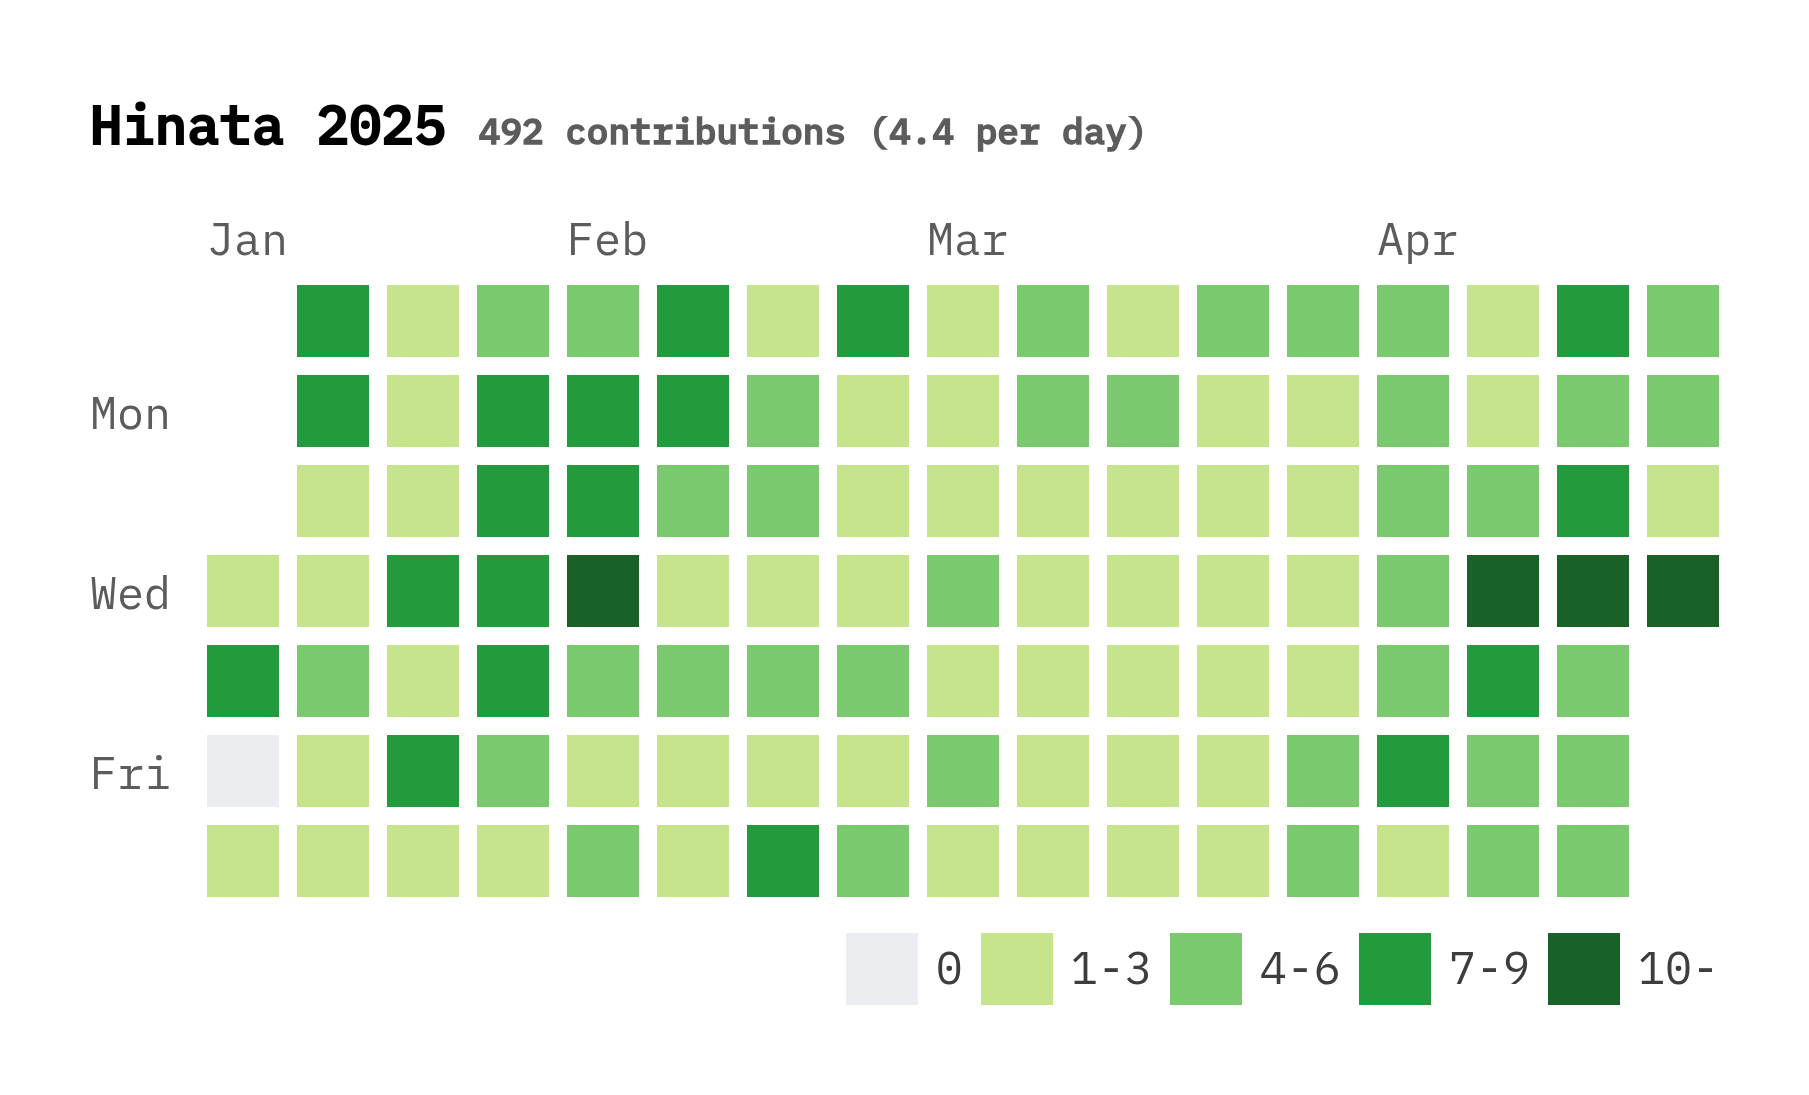 Hinata 2025 492 contributions (4.4 per day)
Jan Feb Mar Apr
Mon
Wed
Fri
0 1-3 4-6 7-9 10-